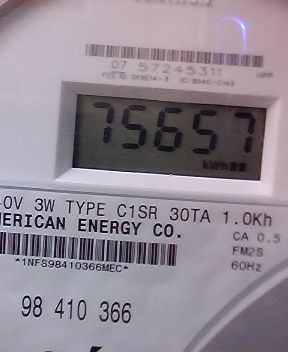 07 57245311
75657
kWh
0V 3W TYPE C1SR 30TA 1.0Kh
MERICAN ENERGY CO.
CA 0.5
FM2S
*1NFS98410366MEC*
60Hz
98 410 366